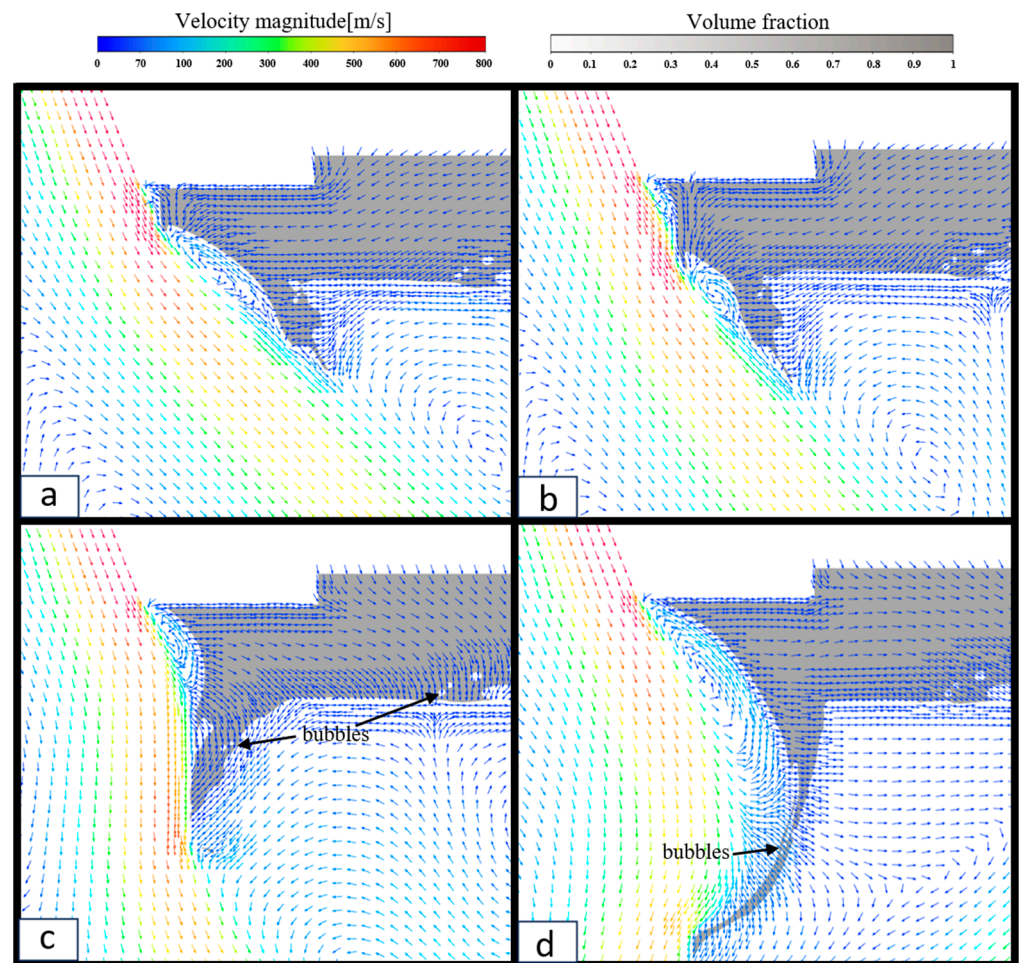 Velocity magnitude[m/s]
Volume fraction
0 70 100 200 300 400 500 600 700 800
0 0.1 0.2 0.3 0.4 0.5 0.6 0.7 0.8 0.9 1
a
b
bubbles
c
bubbles
d